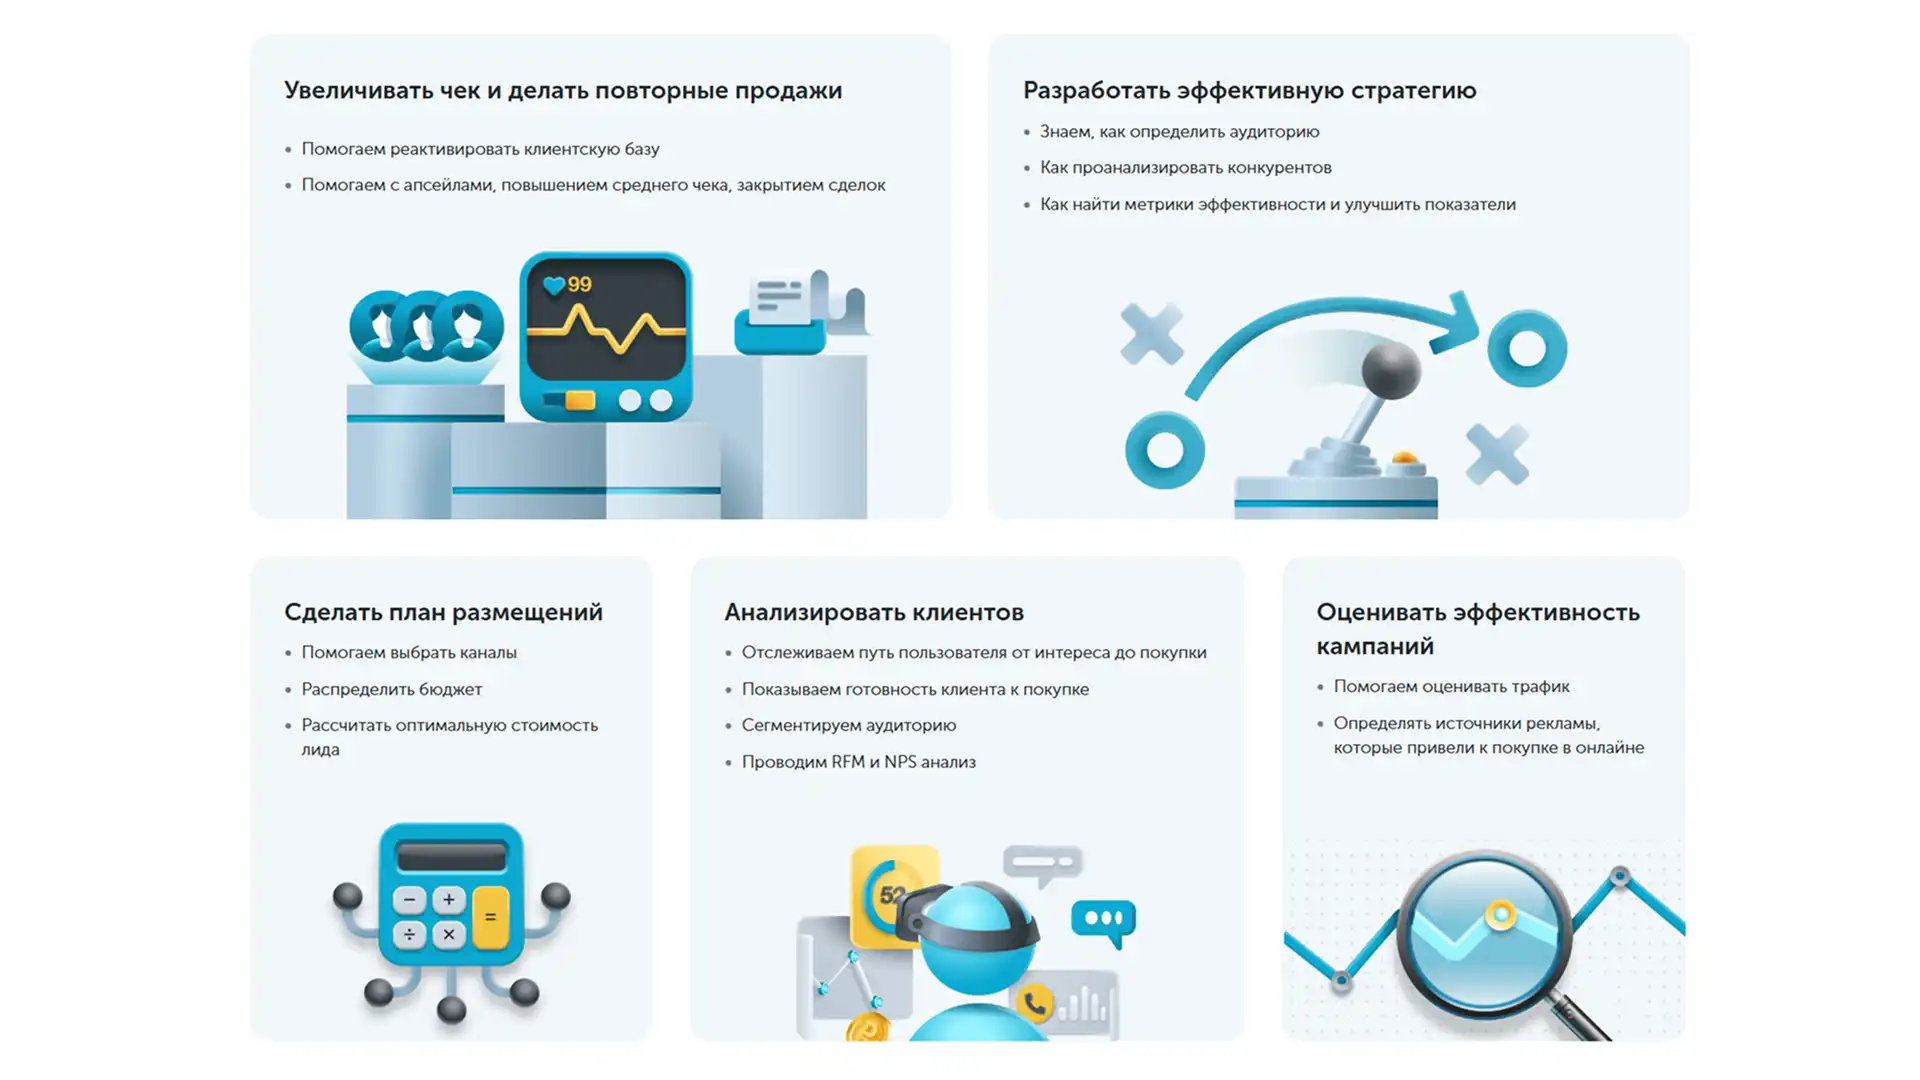 Увеличивать чек и делать повторные продажи
• Помогаем реактивировать клиентскую базу
• Помогаем с апсейлами, повышением среднего чека, закрытием сделок
99
Разработать эффективную стратегию
• Знаем, как определить аудиторию
• Как проанализировать конкурентов
• Как найти метрики эффективности и улучшить показатели
Сделать план размещений
• Помогаем выбрать каналы
• Распределить бюджет
• Рассчитать оптимальную стоимость
лида
− +
=
÷ ×
Анализировать клиентов
• Отслеживаем путь пользователя от интереса до покупки
• Показываем готовность клиента к покупке
• Сегментируем аудиторию
• Проводим RFM и NPS анализ
52
Оценивать эффективность
кампаний
• Помогаем оценивать трафик
• Определять источники рекламы,
которые привели к покупке в онлайне